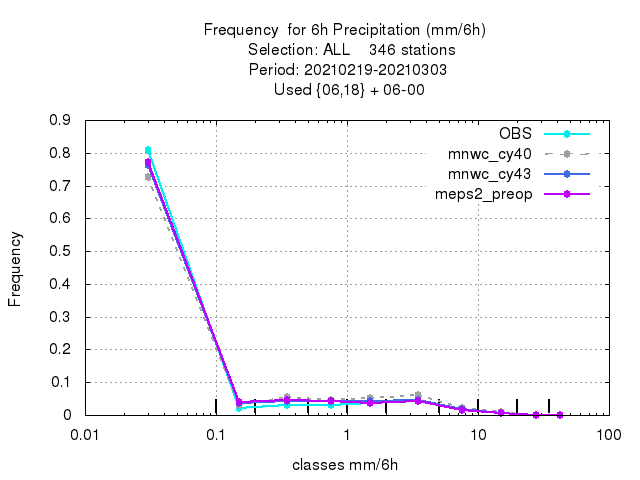 Frequency  for 6h Precipitation (mm/6h)
Selection: ALL    346 stations
Period: 20210219-20210303
Used {06,18} + 06-00
0.9
0.8
0.7
0.6
0.5
0.4
0.3
0.2
0.1
0
Frequency
OBS
mnwc_cy40
mnwc_cy43
meps2_preop
0.01
0.1
1
10
100
classes mm/6h